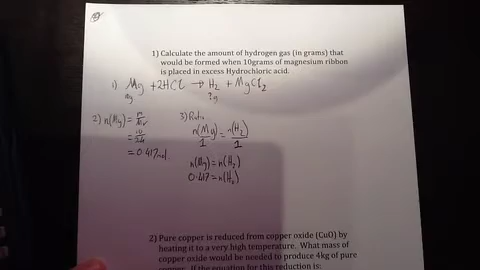 1) Calculate the amount of hydrogen gas (in grams) that
would be formed when 10grams of magnesium ribbon
is placed in excess Hydrochloric acid.
1) Mg + 2HCl → H₂ + MgCl₂
10g ?g
2) n(Mg) = m/Mr
= 10/24
= 0.417 mol
3) Ratio
n(Mg)/1 = n(H₂)/1
n(Mg) = n(H₂)
0.417 = n(H₂)
2) Pure copper is reduced from copper oxide (CuO) by
heating it to a very high temperature. What mass of
copper oxide would be needed to produce 4kg of pure
copper. If the equation for this reduction is: